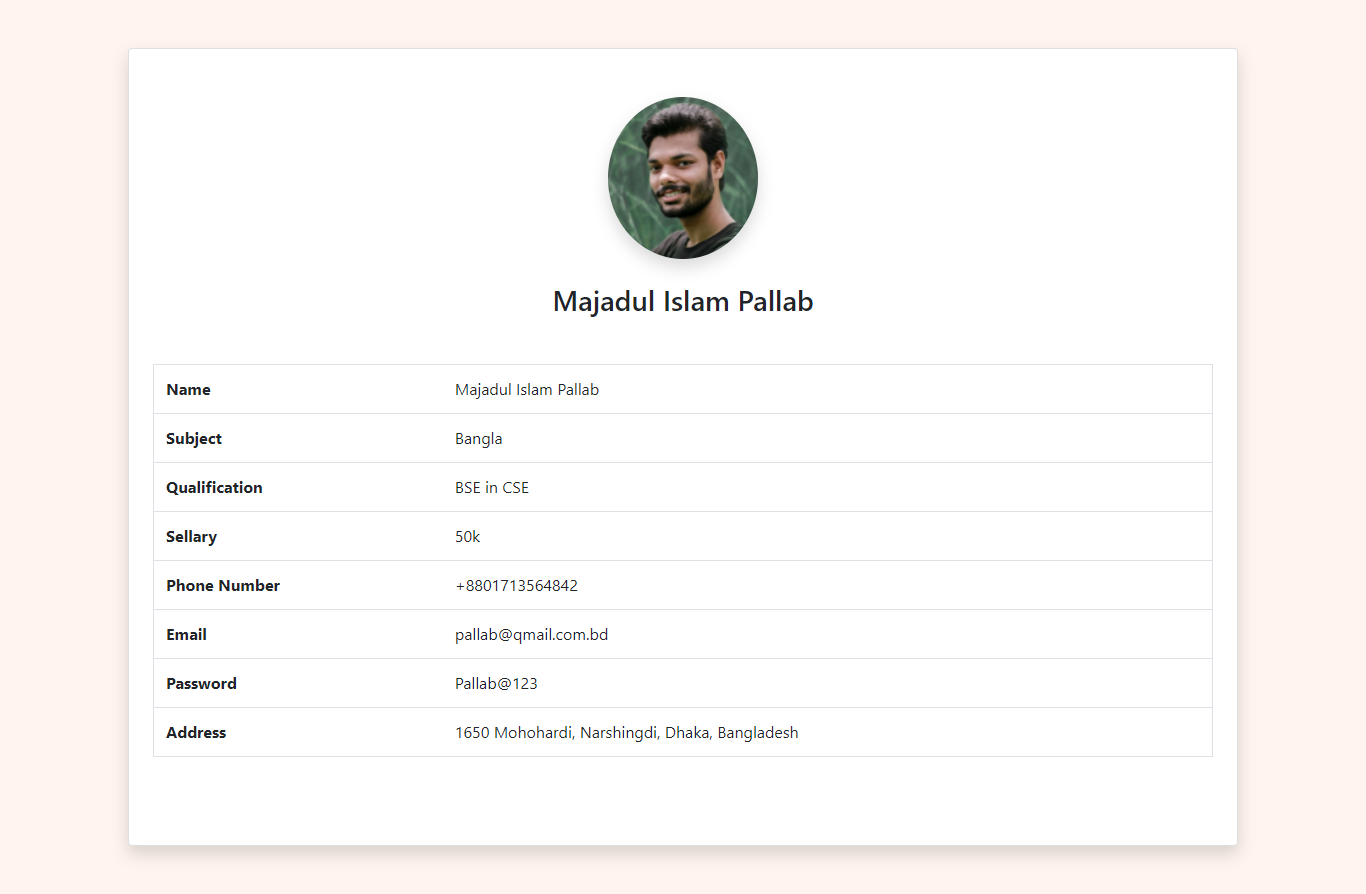 Majadul Islam Pallab
Name Majadul Islam Pallab
Subject Bangla
Qualification BSE in CSE
Sellary 50k
Phone Number +8801713564842
Email pallab@qmail.com.bd
Password Pallab@123
Address 1650 Mohohardi, Narshingdi, Dhaka, Bangladesh